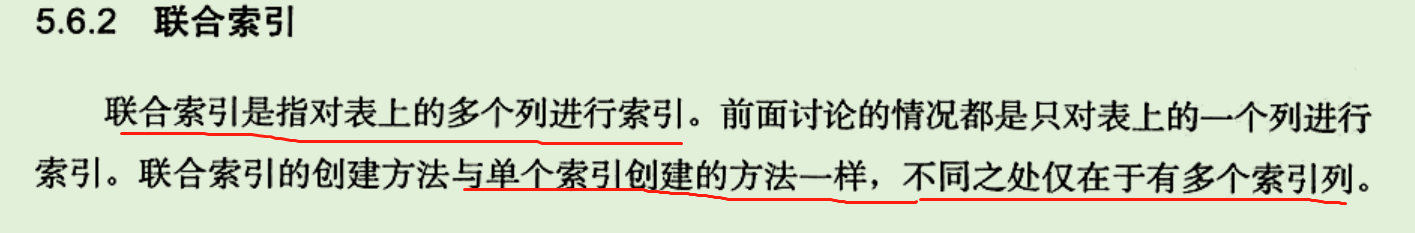 5.6.2 联合索引
联合索引是指对表上的多个列进行索引。前面讨论的情况都是只对表上的一个列进行
索引。联合索引的创建方法与单个索引创建的方法一样，不同之处仅在于有多个索引列。